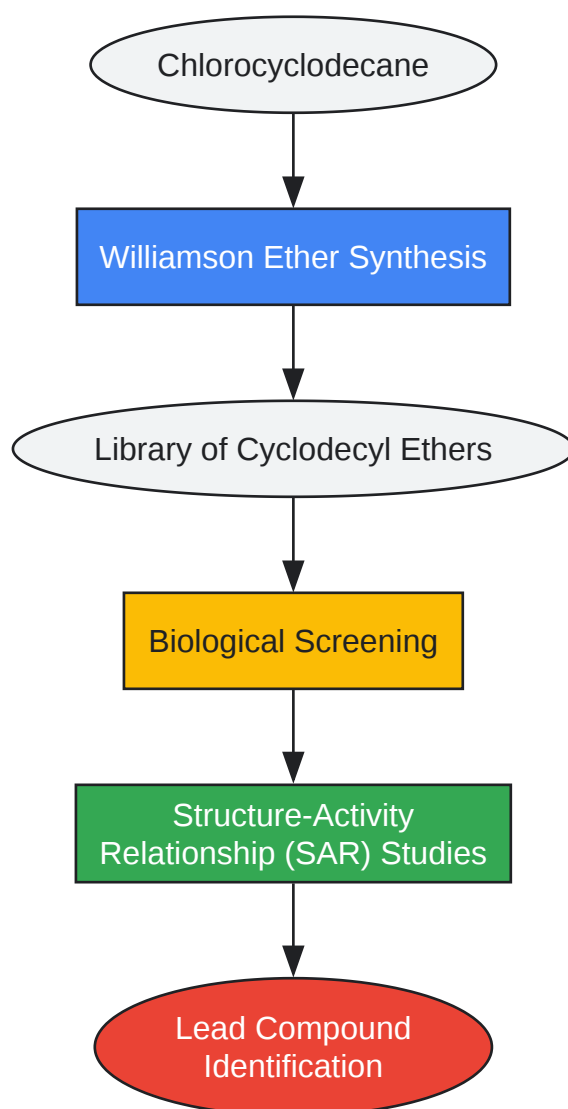 Chlorocyclodecane
Williamson Ether Synthesis
Library of Cyclodecyl Ethers
Biological Screening
Structure-Activity
Relationship (SAR) Studies
Lead Compound
Identification